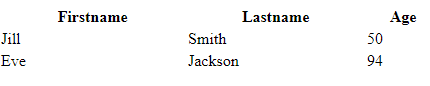 Firstname Lastname Age
Jill Smith 50
Eve Jackson 94